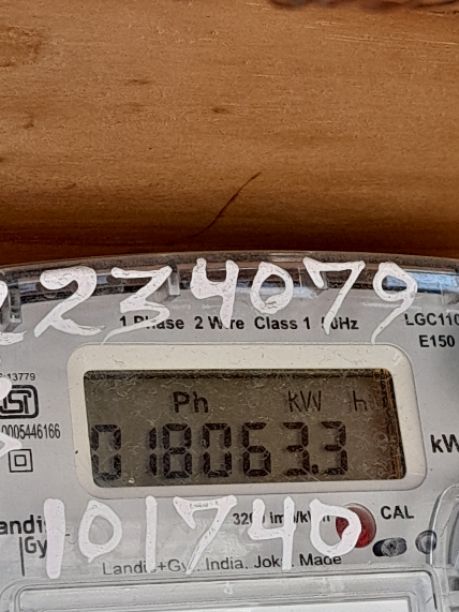 2234079
1 Phase 2 Wire Class 1 50Hz
LGC110
E150
13779
ISI
0005446166
Ph kW h
018063.3
kW
101740
3200 imp/kWh
CAL
Landis+Gyr. India. Joka. Made